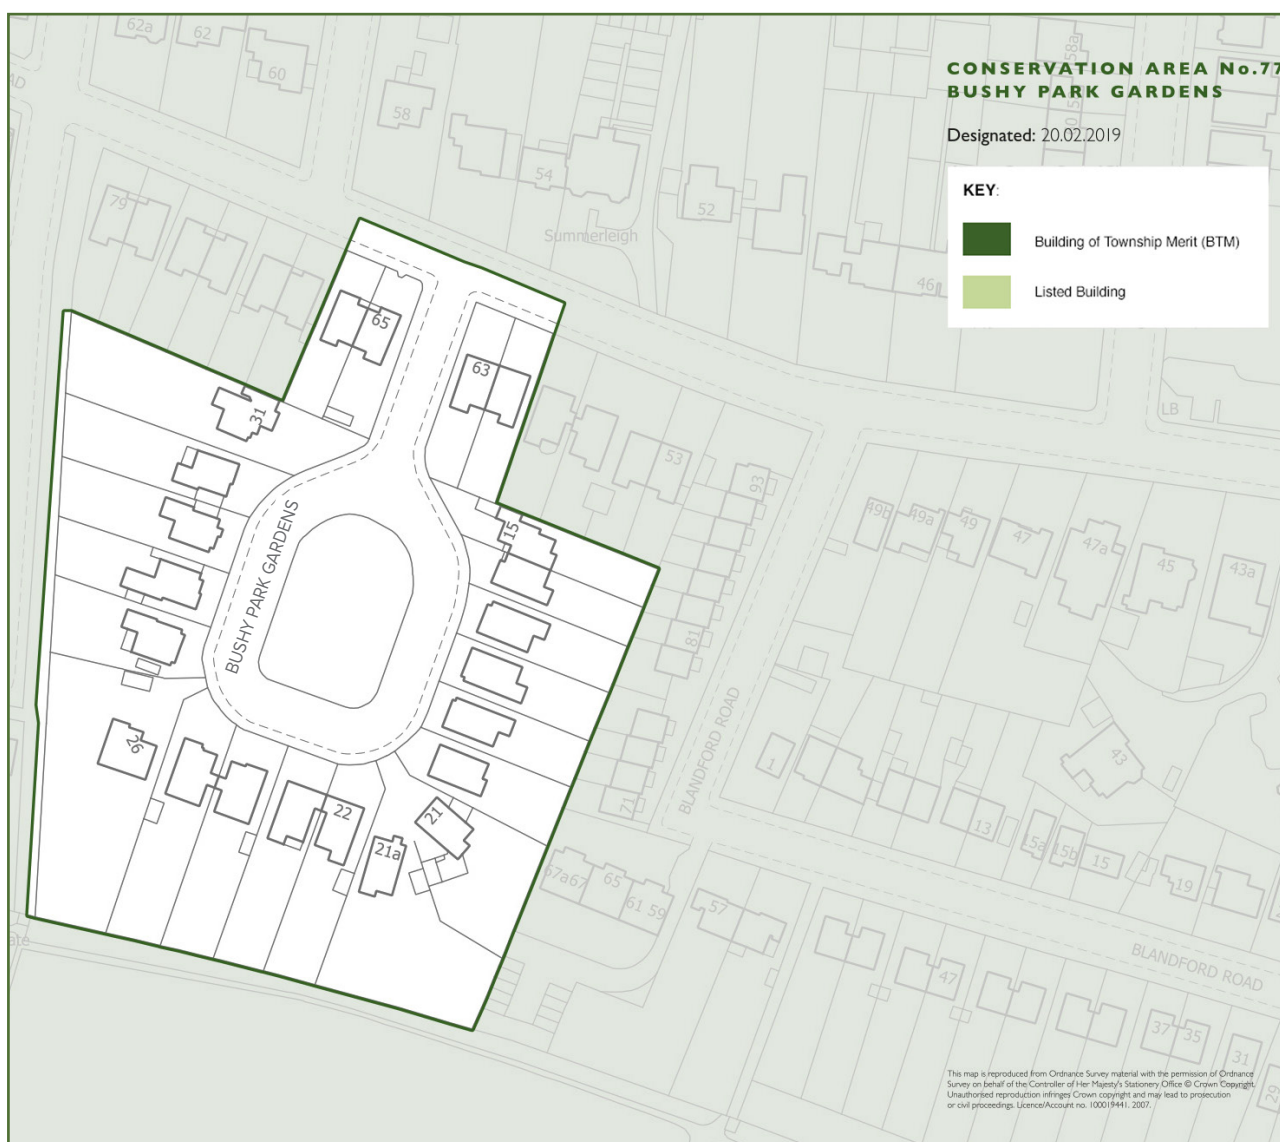 62a
62
60
58a
AD
CONSERVATION AREA No.77
BUSHY PARK GARDENS
58
Designated: 20.02.2019
54
KEY:
79
52
Building of Township Merit (BTM)
Summerleigh
46
Listed Building
65
63
LB
31
53
93
49b
49a
49
47
47a
45
43a
15
BUSHY PARK GARDENS
81
BLANDFORD ROAD
26
1
43
71
22
21
13
21a
15a
15b
15
67a
67
65
61
59
19
57
BLANDFORD ROAD
47
37
35
31
29
This map is reproduced from Ordnance Survey material with the permission of Ordnance
Survey on behalf of the Controller of Her Majesty's Stationery Office © Crown Copyright.
Unauthorised reproduction infringes Crown copyright and may lead to prosecution
or civil proceedings. Licence/Account no. 100019441. 2007.